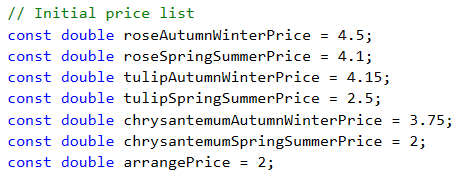 // Initial price list
const double roseAutumnWinterPrice = 4.5;
const double roseSpringSummerPrice = 4.1;
const double tulipAutumnWinterPrice = 4.15;
const double tulipSpringSummerPrice = 2.5;
const double chrysantemumAutumnWinterPrice = 3.75;
const double chrysantemumSpringSummerPrice = 2;
const double arrangePrice = 2;